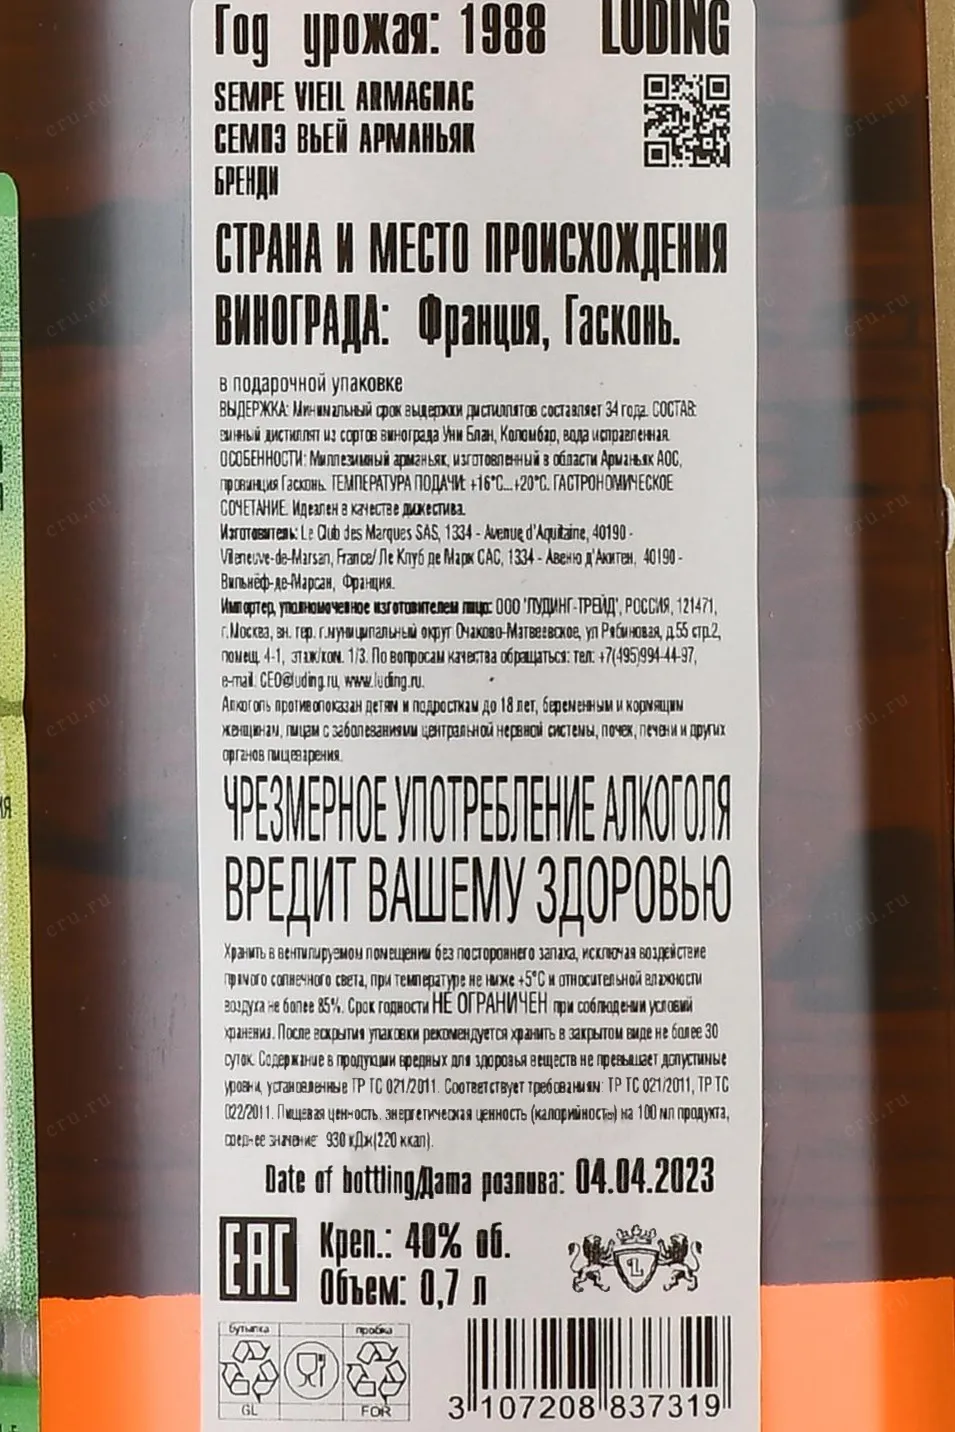 Год урожая: 1988
LUDING
SEMPE VIEIL ARMAGNAC
СЕМПЭ ВЬЕЙ АРМАНЬЯК
БРЕНДИ
СТРАНА И МЕСТО ПРОИСХОЖДЕНИЯ
ВИНОГРАДА: Франция, Гасконь.
в подарочной упаковке
ВЫДЕРЖКА: Минимальный срок выдержки дистиллятов составляет 34 года. СОСТАВ:
винный дистиллят из сортов винограда Уни Блан, Коломбар, вода исправленная.
ОСОБЕННОСТИ: Миллезимный арманьяк, изготовленный в области Арманьяк АОС,
провинция Гасконь. ТЕМПЕРАТУРА ПОДАЧИ: +16°С...+20°С. ГАСТРОНОМИЧЕСКОЕ
СОЧЕТАНИЕ: Идеален в качестве дижестива.
Изготовитель: Le Club des Marques SAS, 1334 - Avenue d'Aquitaine, 40190 -
Villeneuve-de-Marsan, France/ Ле Клуб де Марк САС, 1334 - Авеню д'Акитен, 40190 -
Вильнёф-де-Марсан, Франция.
Импортер, уполномоченное изготовителем лицо: ООО "ЛУДИНГ-ТРЕЙД", РОССИЯ, 121471,
г.Москва, вн. тер. г.муниципальный округ Очаково-Матвеевское, ул Рябиновая, д.55 стр.2,
помещ. 4-1, этаж/ком. 1/3. По вопросам качества обращаться: тел: +7(495)994-44-97,
e-mail: CEO@luding.ru, www.luding.ru.
Алкоголь противопоказан детям и подросткам до 18 лет, беременным и кормящим
женщинам, лицам с заболеваниями центральной нервной системы, почек, печени и других
органов пищеварения.
ЧРЕЗМЕРНОЕ УПОТРЕБЛЕНИЕ АЛКОГОЛЯ
ВРЕДИТ ВАШЕМУ ЗДОРОВЬЮ
Хранить в вентилируемом помещении без постороннего запаха, исключая воздействие
прямого солнечного света, при температуре не ниже +5°С и относительной влажности
воздуха не более 85%. Срок годности НЕ ОГРАНИЧЕН при соблюдении условий
хранения. После вскрытия упаковки рекомендуется хранить в закрытом виде не более 30
суток. Содержание в продукции вредных для здоровья веществ не превышает допустимые
уровни, установленные ТР ТС 021/2011. Соответствует требованиям: ТР ТС 021/2011, ТР ТС
022/2011. Пищевая ценность, энергетическая ценность (калорийность) на 100 мл продукта,
среднее значение: 930 кДж(220 ккал).
Date of bottling/Дата розлива: 04.04.2023
EAC
Креп.: 40% об.
Объем: 0,7 л
L
бутылка
пробка
GL
FOR
3 107208 837319
cru.ru